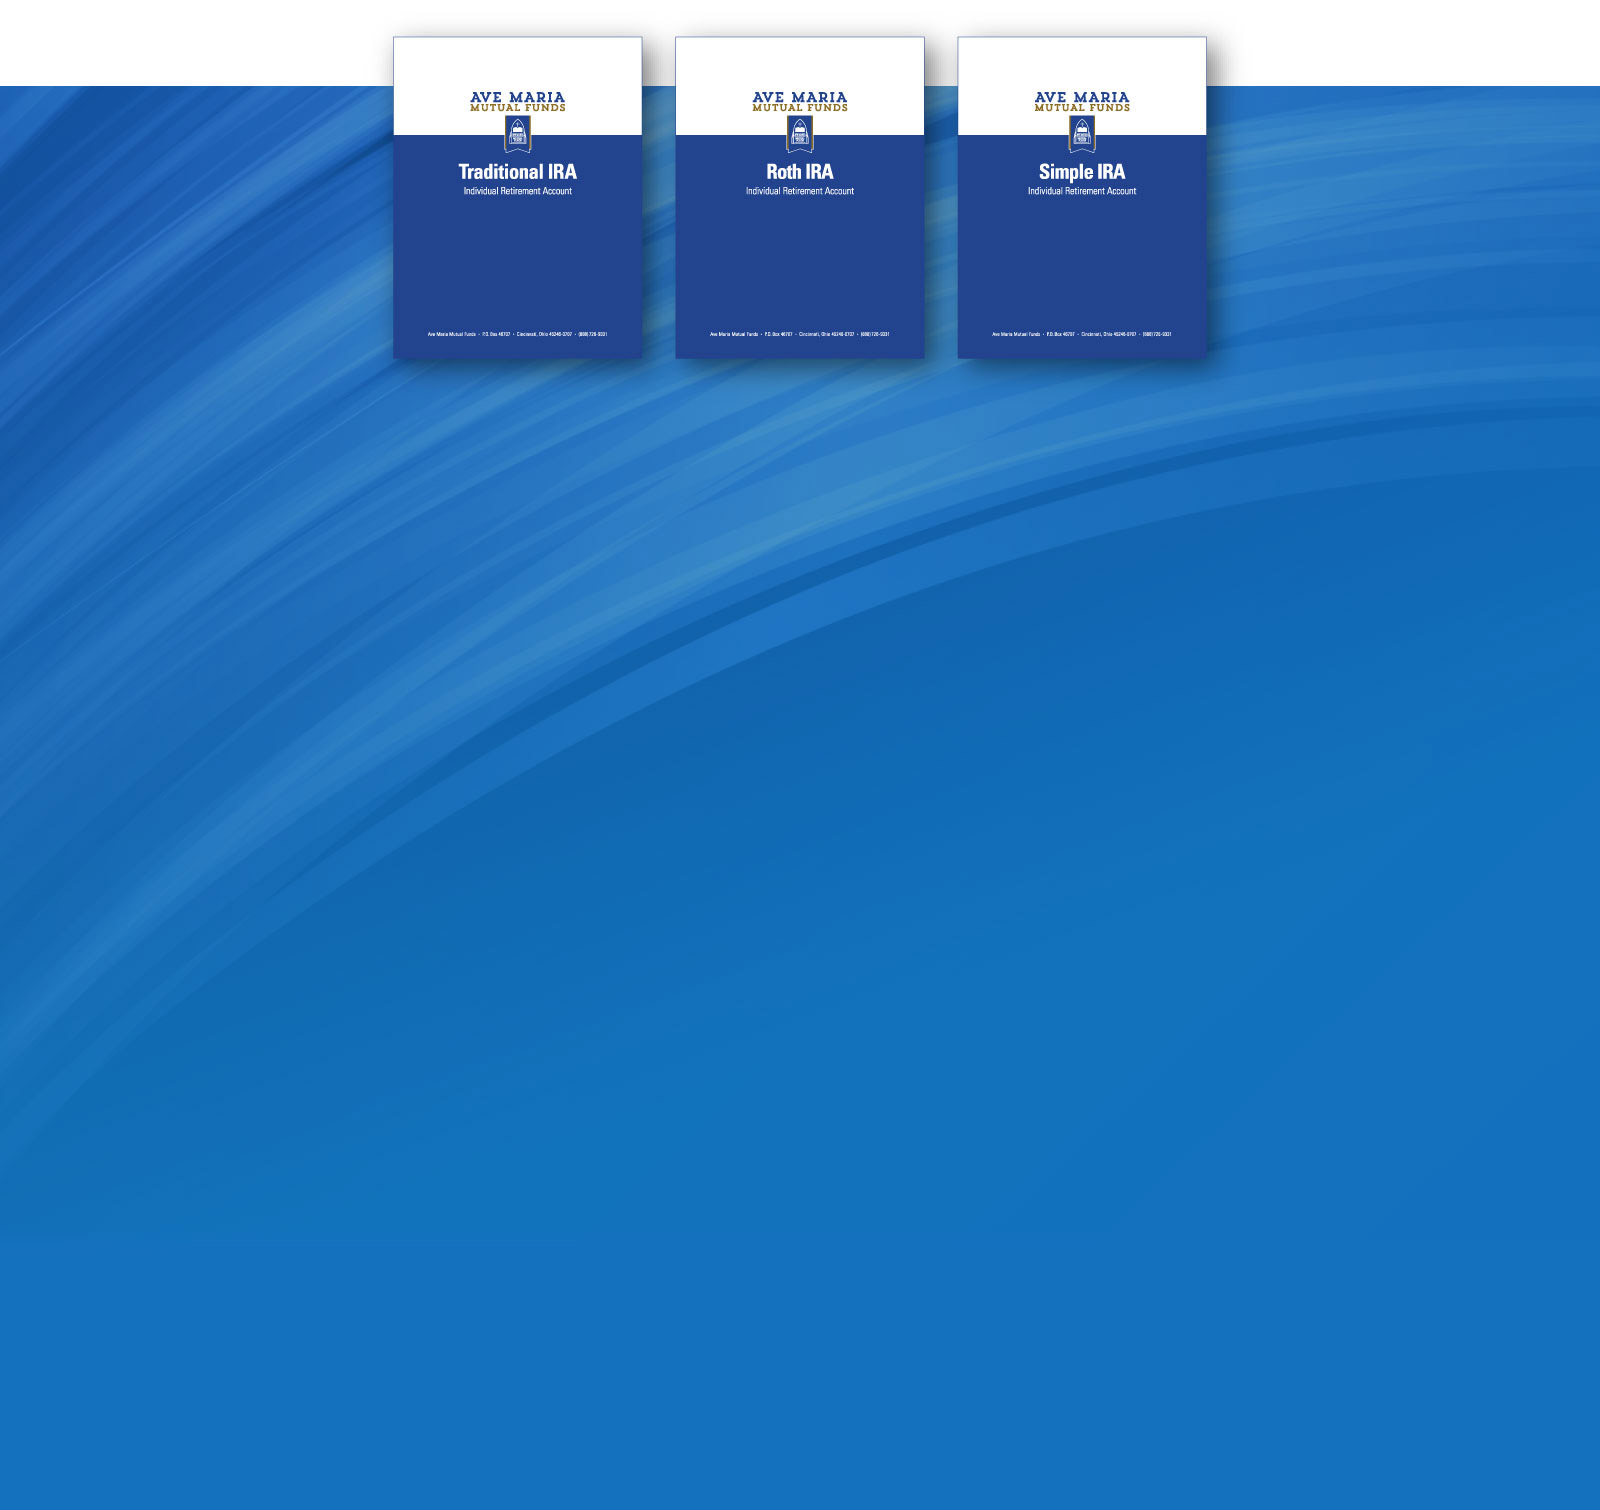 AVE MARIA
MUTUAL FUNDS
Traditional IRA
Individual Retirement Account
Ave Maria Mutual Funds • P.O. Box 46707 • Cincinnati, Ohio 45246-0707 • (888) 726-9331
AVE MARIA
MUTUAL FUNDS
Roth IRA
Individual Retirement Account
Ave Maria Mutual Funds • P.O. Box 46707 • Cincinnati, Ohio 45246-0707 • (888) 726-9331
AVE MARIA
MUTUAL FUNDS
Simple IRA
Individual Retirement Account
Ave Maria Mutual Funds • P.O. Box 46707 • Cincinnati, Ohio 45246-0707 • (888) 726-9331